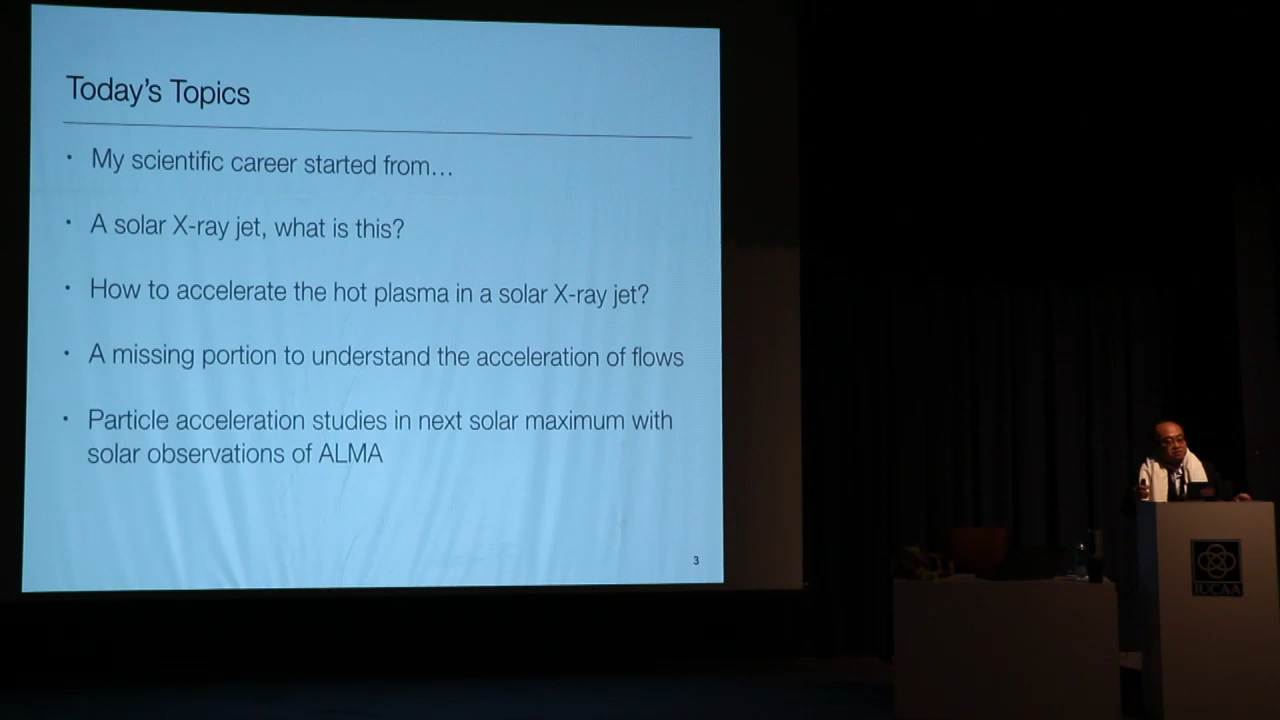 Today's Topics
• My scientific career started from...
• A solar X-ray jet, what is this?
• How to accelerate the hot plasma in a solar X-ray jet?
• A missing portion to understand the acceleration of flows
• Particle acceleration studies in next solar maximum with
solar observations of ALMA
3
IUCAA